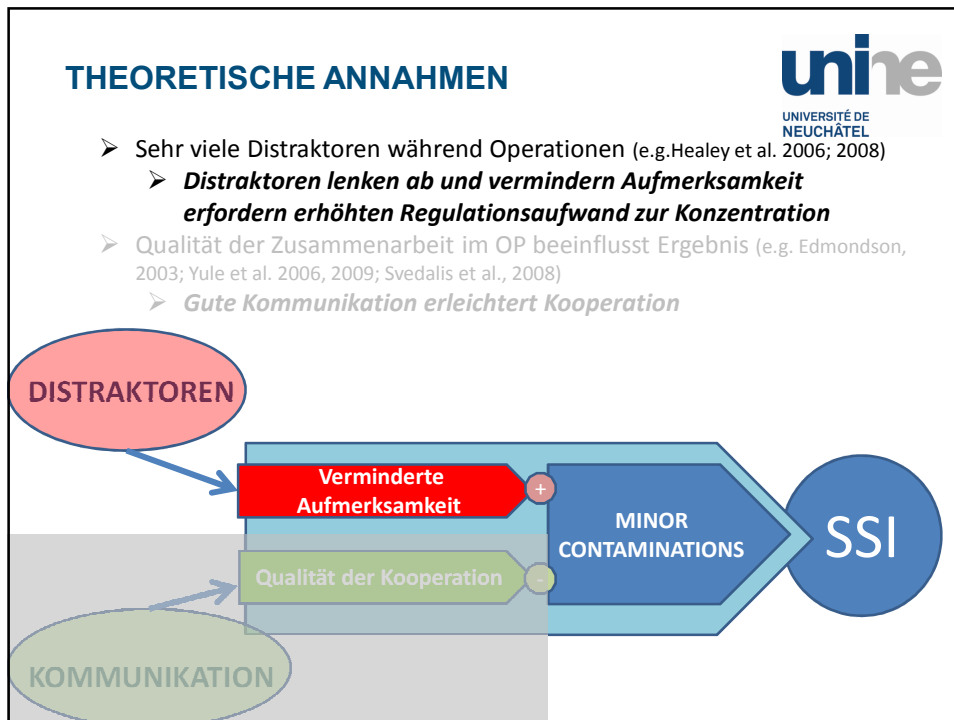 THEORETISCHE ANNAHMEN
unine
UNIVERSITÉ DE
NEUCHÂTEL
➢ Sehr viele Distraktoren während Operationen (e.g.Healey et al. 2006; 2008)
➢ Distraktoren lenken ab und vermindern Aufmerksamkeit
erfordern erhöhten Regulationsaufwand zur Konzentration
➢ Qualität der Zusammenarbeit im OP beeinflusst Ergebnis (e.g. Edmondson,
2003; Yule et al. 2006, 2009; Svedalis et al., 2008)
➢ Gute Kommunikation erleichtert Kooperation
DISTRAKTOREN
Verminderte
Aufmerksamkeit
+
MINOR
CONTAMINATIONS
SSI
Qualität der Kooperation
-
KOMMUNIKATION